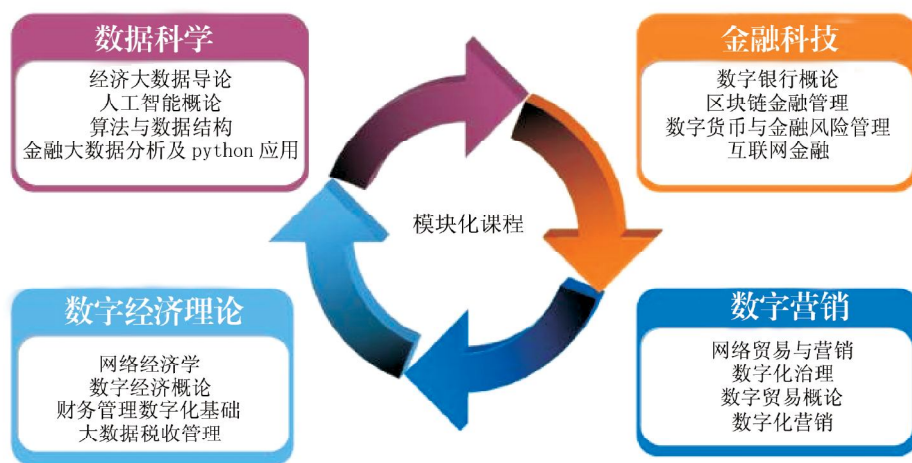 数据科学
经济大数据导论
人工智能概论
算法与数据结构
金融大数据分析及 python 应用
金融科技
数字银行概论
区块链金融管理
数字货币与金融风险管理
互联网金融
模块化课程
数字经济理论
网络经济学
数字经济概论
财务管理数字化基础
大数据税收管理
数字营销
网络贸易与营销
数字化治理
数字贸易概论
数字化营销